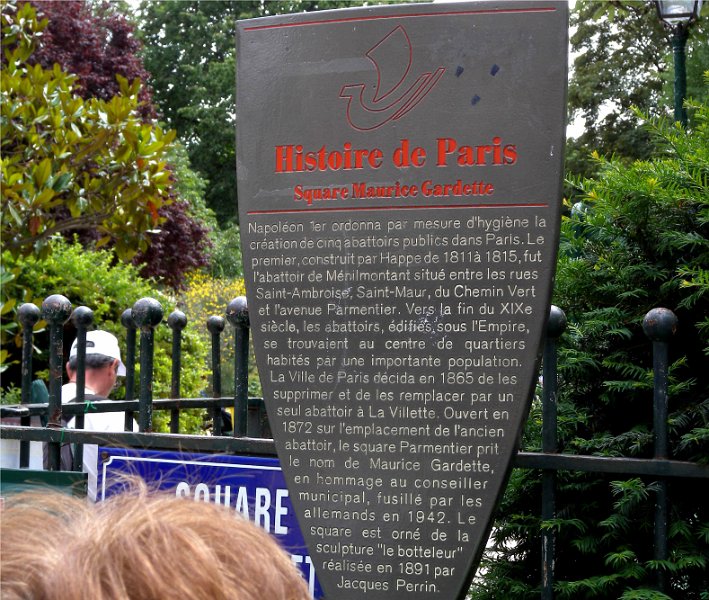 Histoire de Paris
Square Maurice Gardette
Napoléon 1er ordonna par mesure d'hygiène la
création de cinq abattoirs publics dans Paris. Le
premier, construit par Happe de 1811 à 1815, fut
l'abattoir de Ménilmontant situé entre les rues
Saint-Ambroise, Saint-Maur, du Chemin Vert
et l'avenue Parmentier. Vers la fin du XIXe
siècle, les abattoirs, édifiés sous l'Empire,
se trouvaient au centre de quartiers
habités par une importante population.
La Ville de Paris décida en 1865 de les
supprimer et de les remplacer par un
seul abattoir à La Villette. Ouvert en
1872 sur l'emplacement de l'ancien
abattoir, le square Parmentier prit
le nom de Maurice Gardette,
en hommage au conseiller
municipal, fusillé par les
allemands en 1942. Le
square est orné de la
sculpture "le botteleur"
réalisée en 1891 par
Jacques Perrin.
SQUARE